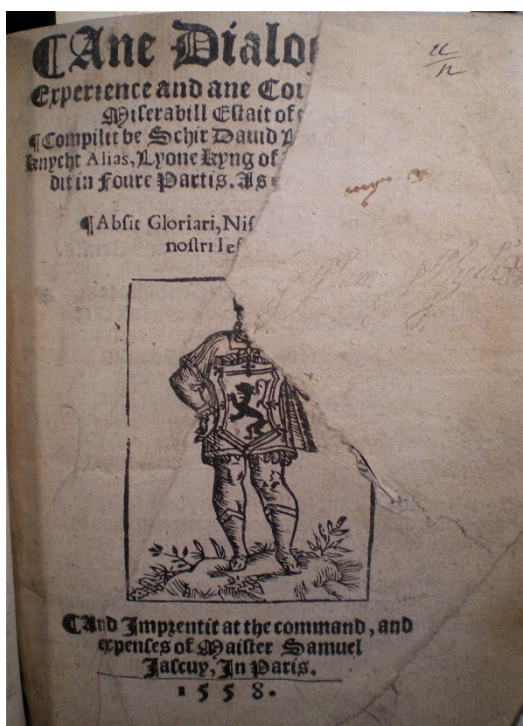 ¶Ane Dialo
Experience and ane Cou
Miserabill Estait of
¶Compilit be Schir Dauid
Knycht Alias, Lyone Kyng of
dit in Foure Partis. As
¶Absit Gloriari, Nis
nostri Ies
¶And Imprentit at the command, and
expenses of Maister Samuel
Jascuy, In Paris.
1558.